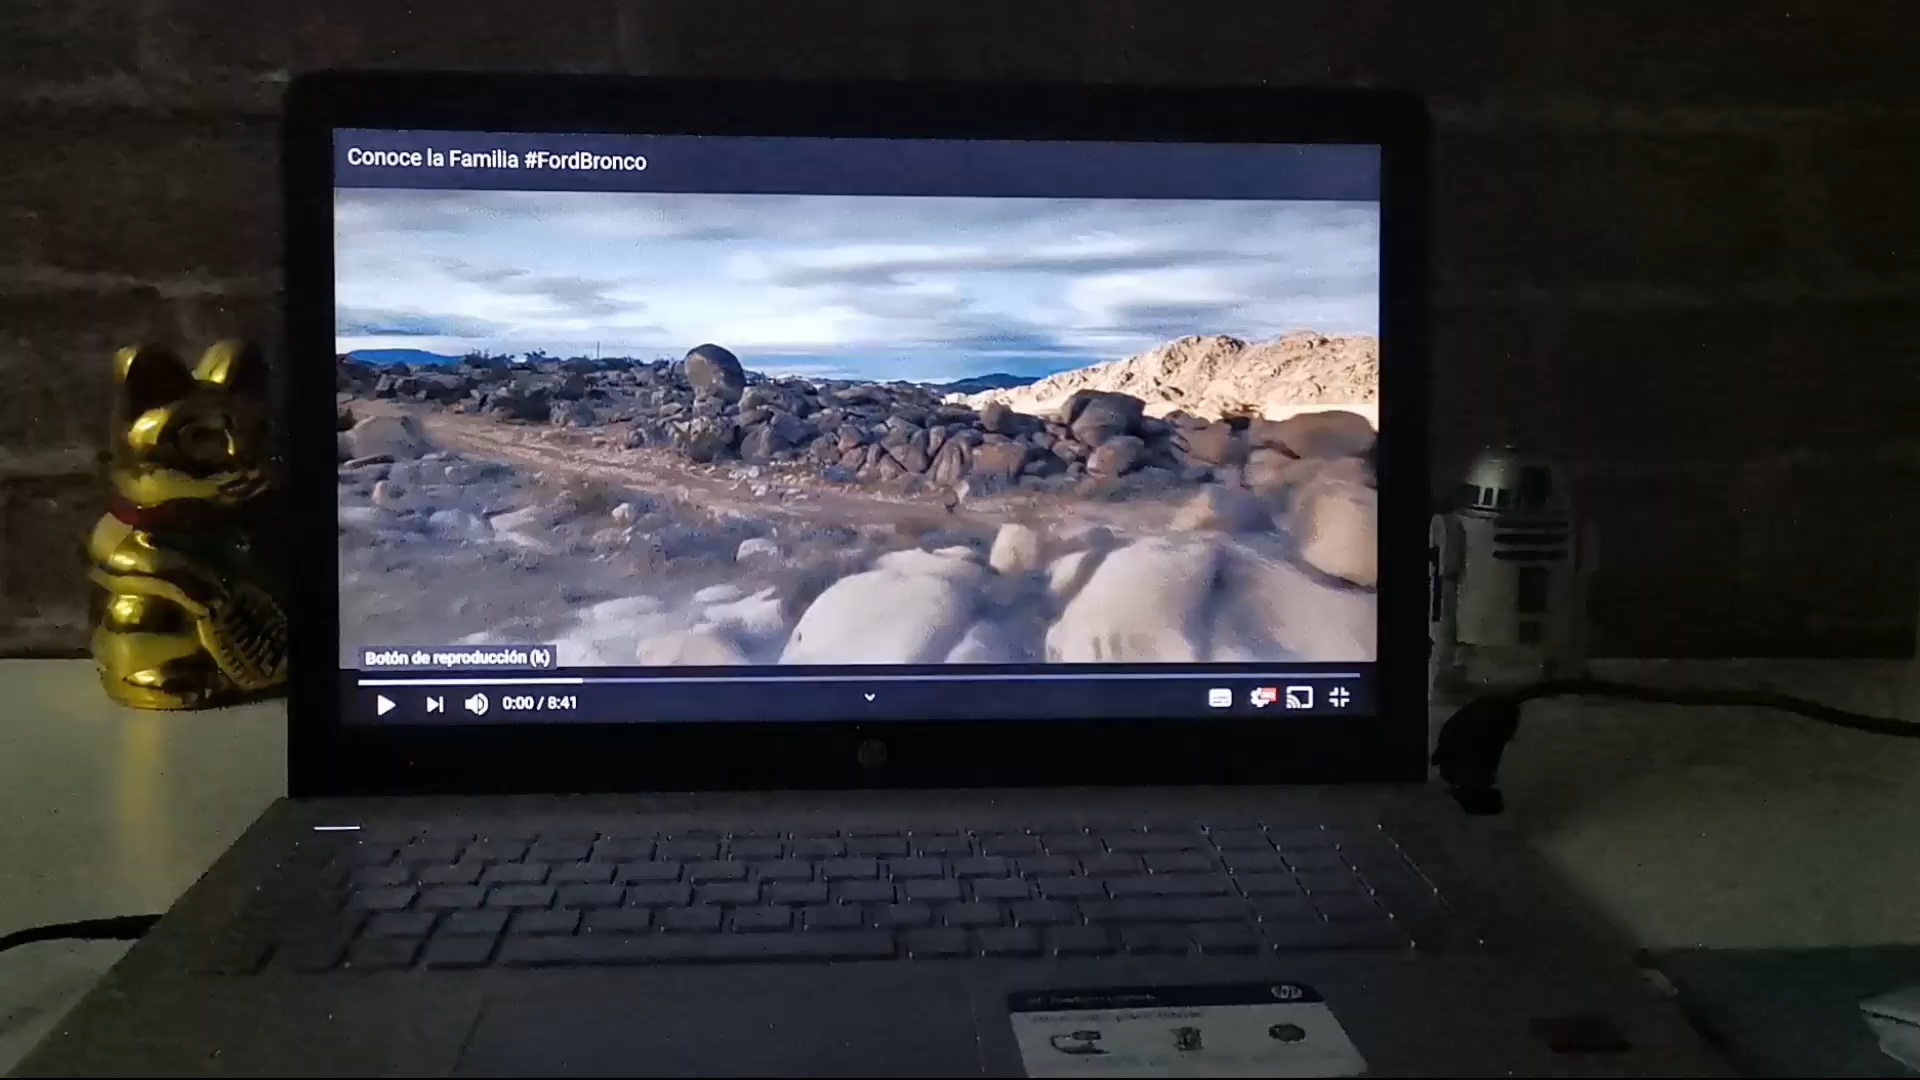 Conoce la Familia #FordBronco
Botón de reproducción (k)
0:00 / 8:41